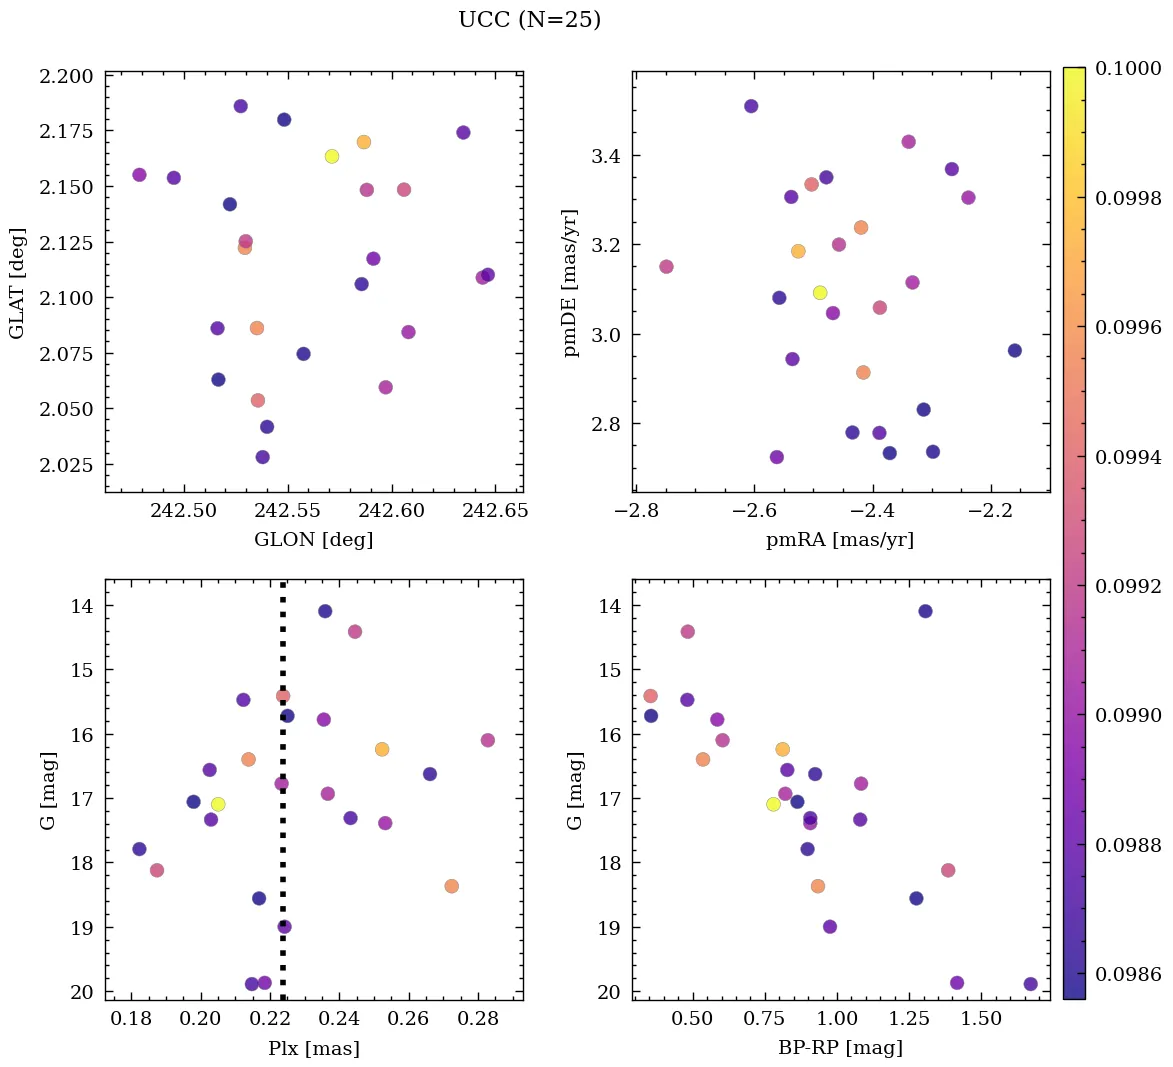 UCC (N=25)
2.200
2.175
2.150
2.125
2.100
2.075
2.050
2.025
GLAT [deg]
242.50 242.55 242.60 242.65
GLON [deg]
3.4
3.2
3.0
2.8
pmDE [mas/yr]
−2.8 −2.6 −2.4 −2.2
pmRA [mas/yr]
14
15
16
17
18
19
20
G [mag]
0.18 0.20 0.22 0.24 0.26 0.28
Plx [mas]
14
15
16
17
18
19
20
G [mag]
0.50 0.75 1.00 1.25 1.50
BP-RP [mag]
0.1000
0.0998
0.0996
0.0994
0.0992
0.0990
0.0988
0.0986